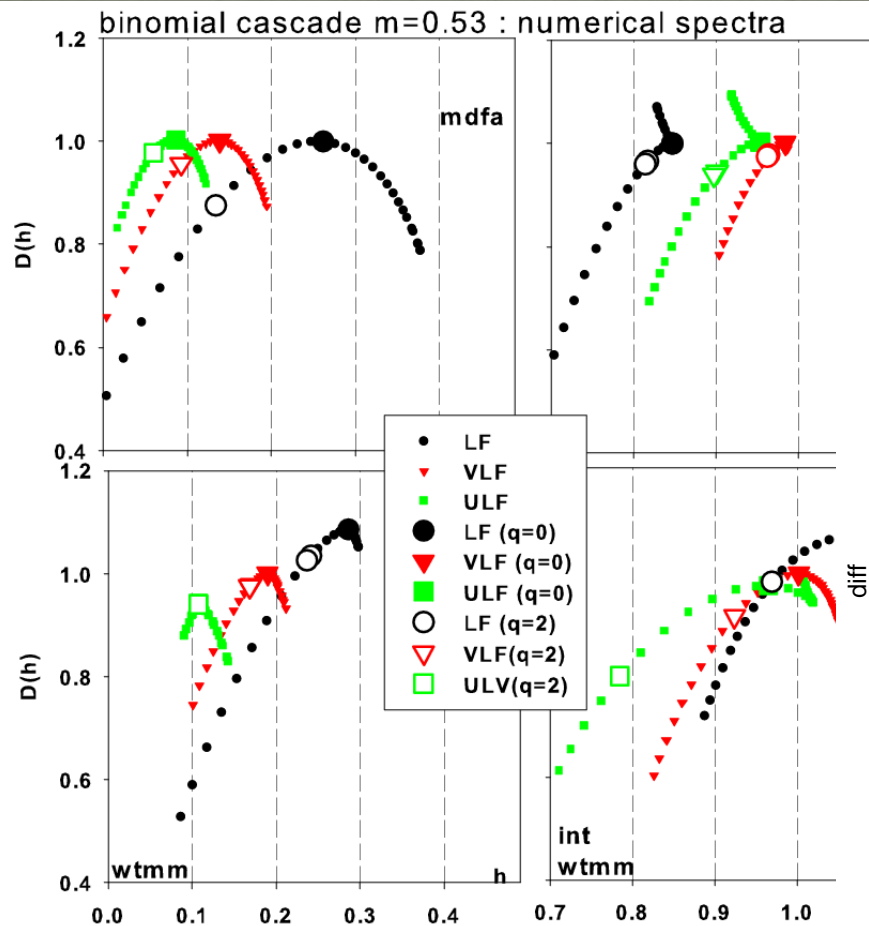 binomial cascade m=0.53 : numerical spectra
1.2
mdfa
1.0
D(h)
0.8
0.6
0.4
LF
VLF
ULF
LF (q=0)
VLF (q=0)
ULF (q=0)
LF (q=2)
VLF(q=2)
ULV(q=2)
1.2
1.0
diff
D(h)
0.8
0.6
0.4
wtmm
h
int
wtmm
0.0 0.1 0.2 0.3 0.4
0.7 0.8 0.9 1.0